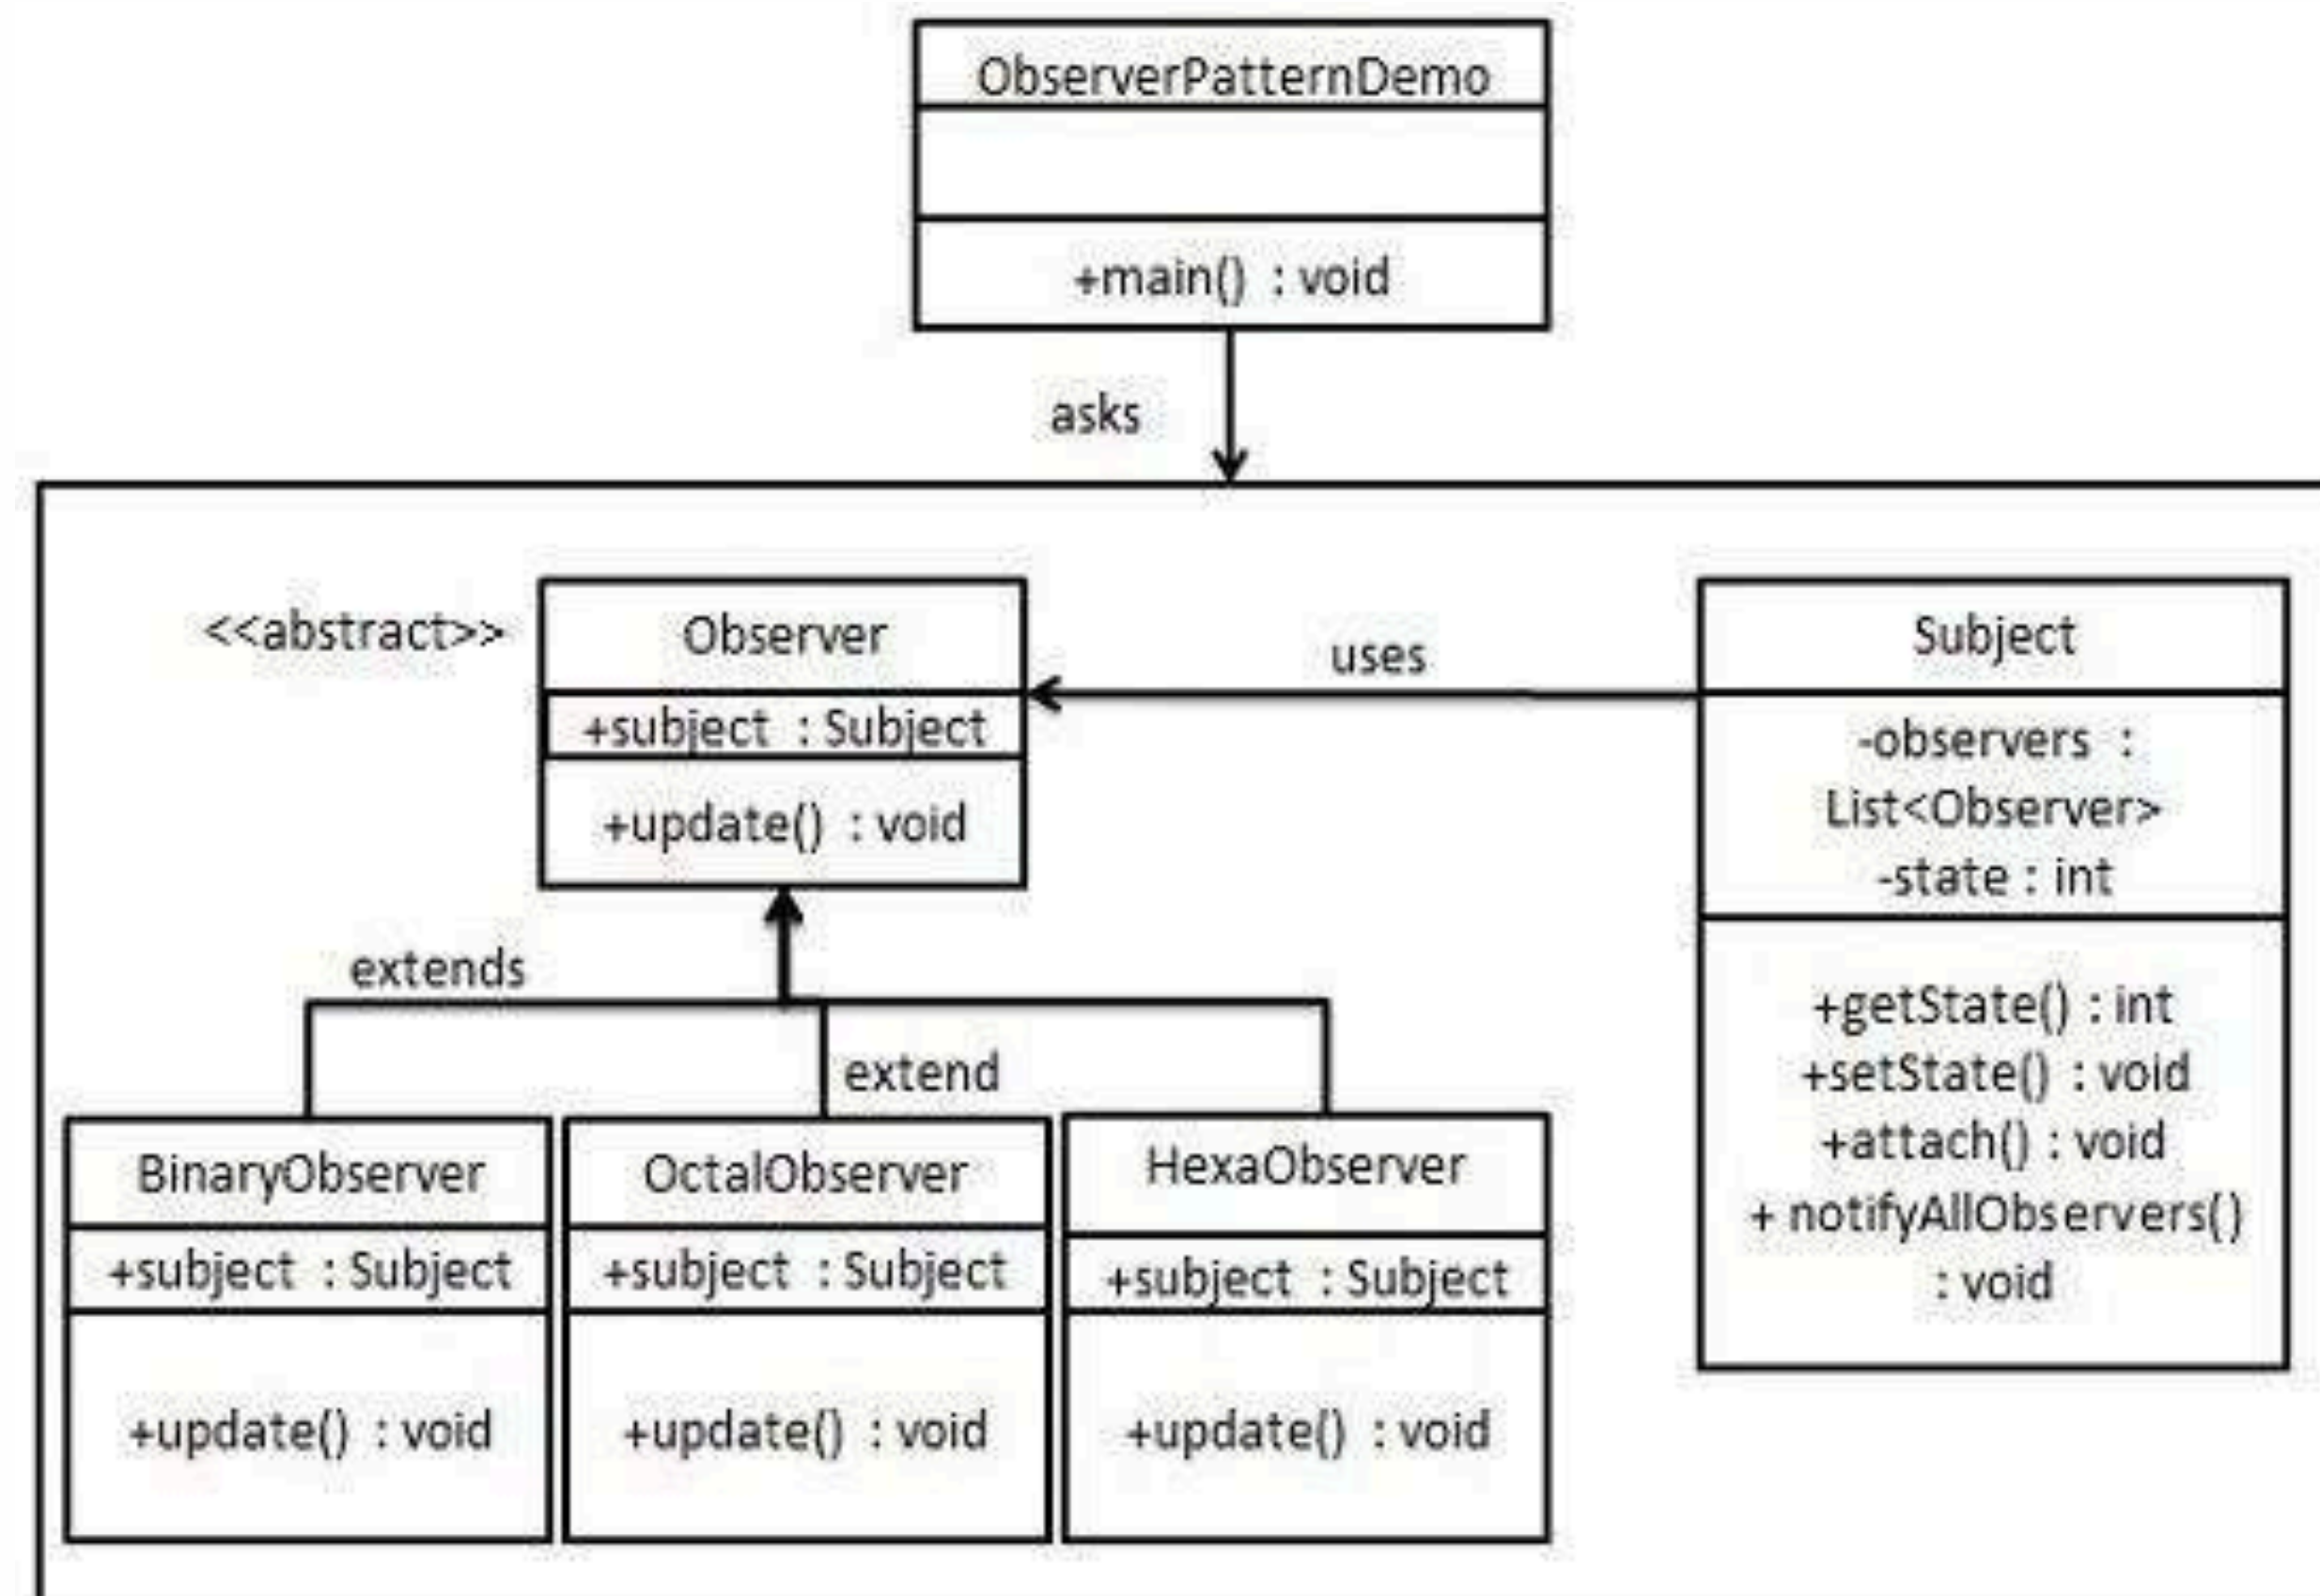 ObserverPatternDemo
+main() : void
asks
<<abstract>>
Observer
+subject : Subject
+update() : void
uses
Subject
-observers :
List<Observer>
-state : int
+getState() : int
+setState() : void
+attach() : void
+ notifyAllObservers()
: void
extends
extend
BinaryObserver
+subject : Subject
+update() : void
OctalObserver
+subject : Subject
+update() : void
HexaObserver
+subject : Subject
+update() : void